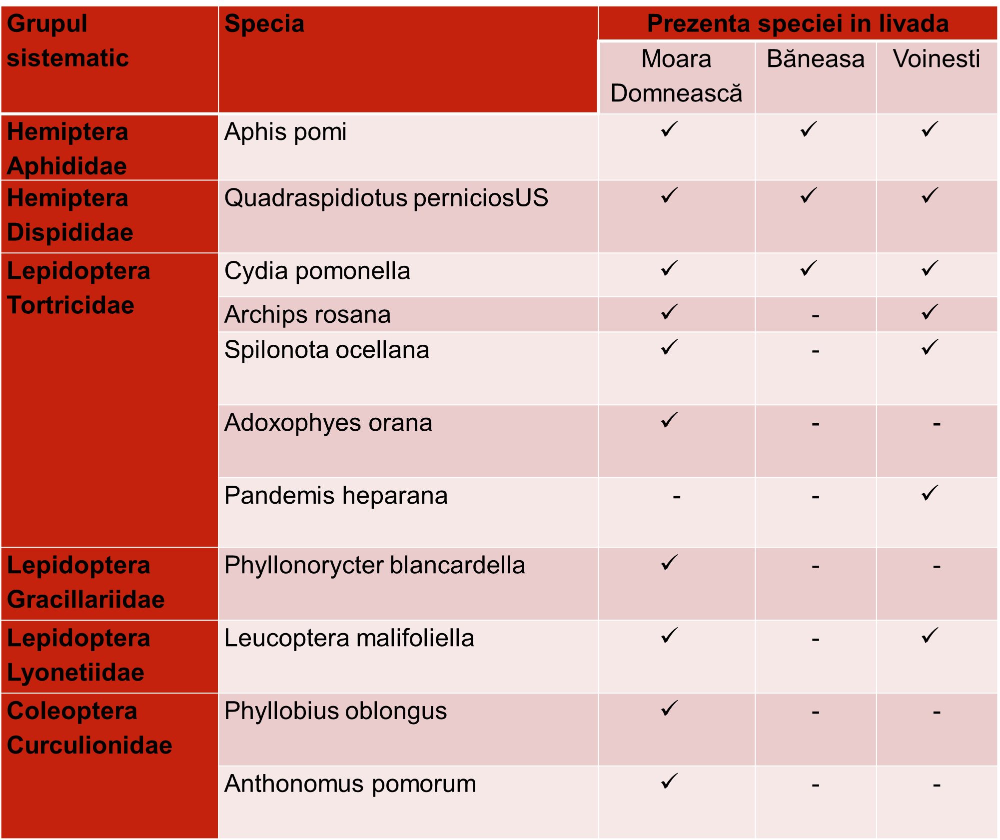 Grupul
sistematic
Specia
Prezenta speciei in livada
Moara
Domnească
Băneasa
Voinesti
Hemiptera
Aphididae
Aphis pomi
✓ ✓ ✓
Hemiptera
Dispididae
Quadraspidiotus perniciosUS
✓ ✓ ✓
Lepidoptera
Tortricidae
Cydia pomonella
✓ ✓ ✓
Archips rosana
✓ - ✓
Spilonota ocellana
✓ - ✓
Adoxophyes orana
✓ - -
Pandemis heparana
- - ✓
Lepidoptera
Gracillariidae
Phyllonorycter blancardella
✓ - -
Lepidoptera
Lyonetiidae
Leucoptera malifoliella
✓ - ✓
Coleoptera
Curculionidae
Phyllobius oblongus
✓ - -
Anthonomus pomorum
✓ - -